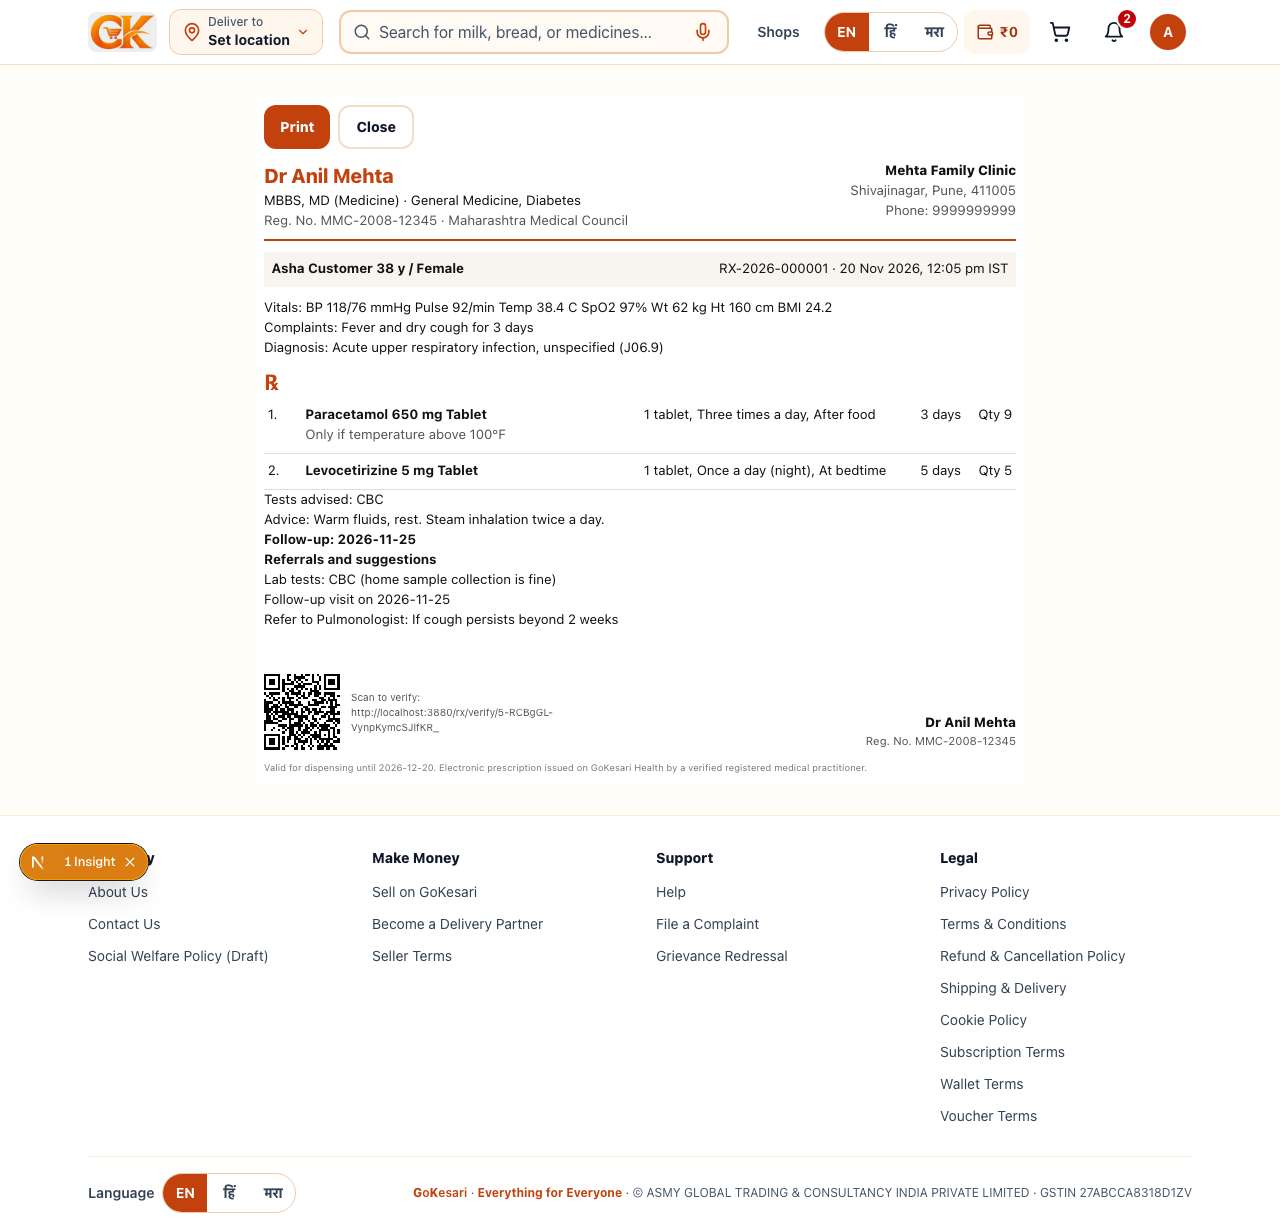 GK
Deliver to
Set location
Search for milk, bread, or medicines...
Shops
EN
हिं
मरा
₹0
2
A
Print
Close
Dr Anil Mehta
MBBS, MD (Medicine) · General Medicine, Diabetes
Reg. No. MMC-2008-12345 · Maharashtra Medical Council
Mehta Family Clinic
Shivajinagar, Pune, 411005
Phone: 9999999999
Asha Customer 38 y / Female
RX-2026-000001 · 20 Nov 2026, 12:05 pm IST
Vitals: BP 118/76 mmHg Pulse 92/min Temp 38.4 C SpO2 97% Wt 62 kg Ht 160 cm BMI 24.2
Complaints: Fever and dry cough for 3 days
Diagnosis: Acute upper respiratory infection, unspecified (J06.9)
℞
1. Paracetamol 650 mg Tablet 1 tablet, Three times a day, After food 3 days Qty 9
Only if temperature above 100°F
2. Levocetirizine 5 mg Tablet 1 tablet, Once a day (night), At bedtime 5 days Qty 5
Tests advised: CBC
Advice: Warm fluids, rest. Steam inhalation twice a day.
Follow-up: 2026-11-25
Referrals and suggestions
Lab tests: CBC (home sample collection is fine)
Follow-up visit on 2026-11-25
Refer to Pulmonologist: If cough persists beyond 2 weeks
Scan to verify:
http://localhost:3880/rx/verify/5-RCBgGL-
Dr Anil Mehta
Reg. No. MMC-2008-12345
Valid for dispensing until 2026-12-20. Electronic prescription issued on GoKesari Health by a verified registered medical practitioner.
N 1 Insight
About Us
Contact Us
Social Welfare Policy (Draft)
Make Money
Sell on GoKesari
Become a Delivery Partner
Seller Terms
Support
Help
File a Complaint
Grievance Redressal
Legal
Privacy Policy
Terms & Conditions
Refund & Cancellation Policy
Shipping & Delivery
Cookie Policy
Subscription Terms
Wallet Terms
Voucher Terms
Language
EN
हिं
मरा
GoKesari · Everything for Everyone · © ASMY GLOBAL TRADING & CONSULTANCY INDIA PRIVATE LIMITED · GSTIN 27ABCCA8318D1ZV